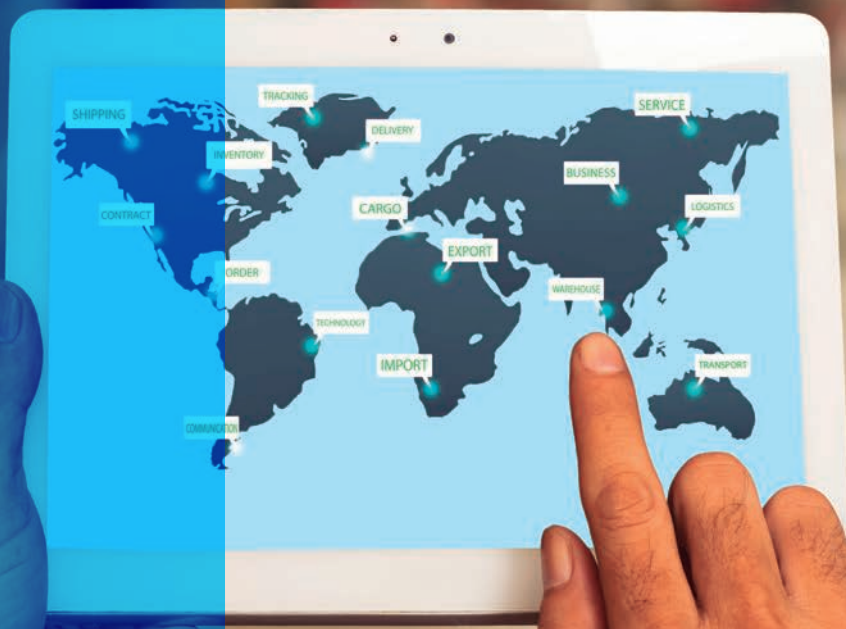 TRACKING
SERVICE
SHIPPING
DELIVERY
INVENTORY
BUSINESS
CARGO
LOGISTICS
CONTRACT
EXPORT
ORDER
WAREHOUSE
TECHNOLOGY
IMPORT
TRANSPORT
COMMUNICATION